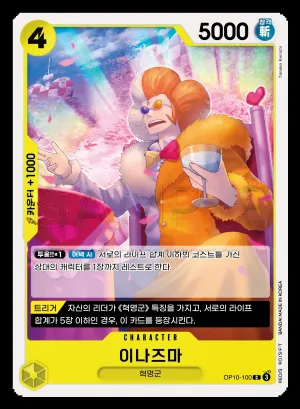 4
5000
참격
斬
카운터 +1000
두웅!!×1 어택 시 서로의 라이프 합계 이하의 코스트를 가진
상대의 캐릭터를 1장까지 레스트로 한다.
트리거 자신의 리더가 《혁명군》 특징을 가지고, 서로의 라이프
합계가 5장 이하인 경우, 이 카드를 등장시킨다.
CHARACTER
이나즈마
혁명군
OP10-100 C
3